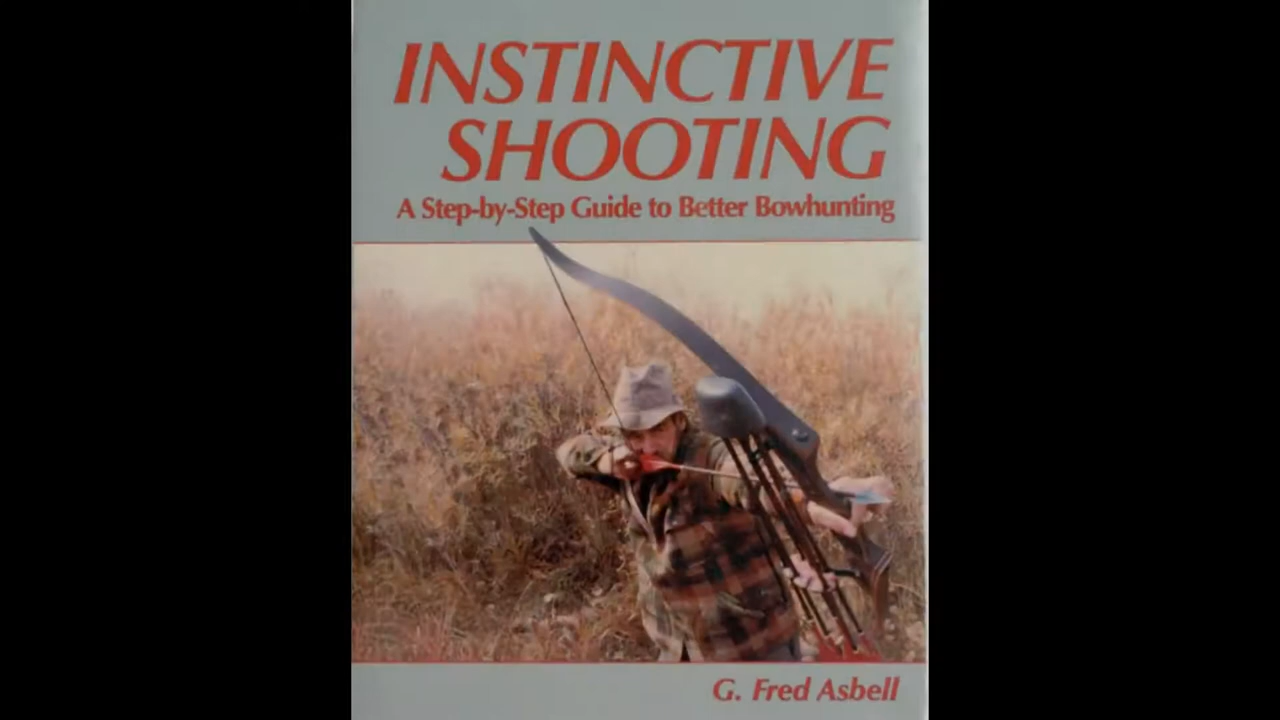 INSTINCTIVE
SHOOTING
A Step-by-Step Guide to Better Bowhunting
G. Fred Asbell